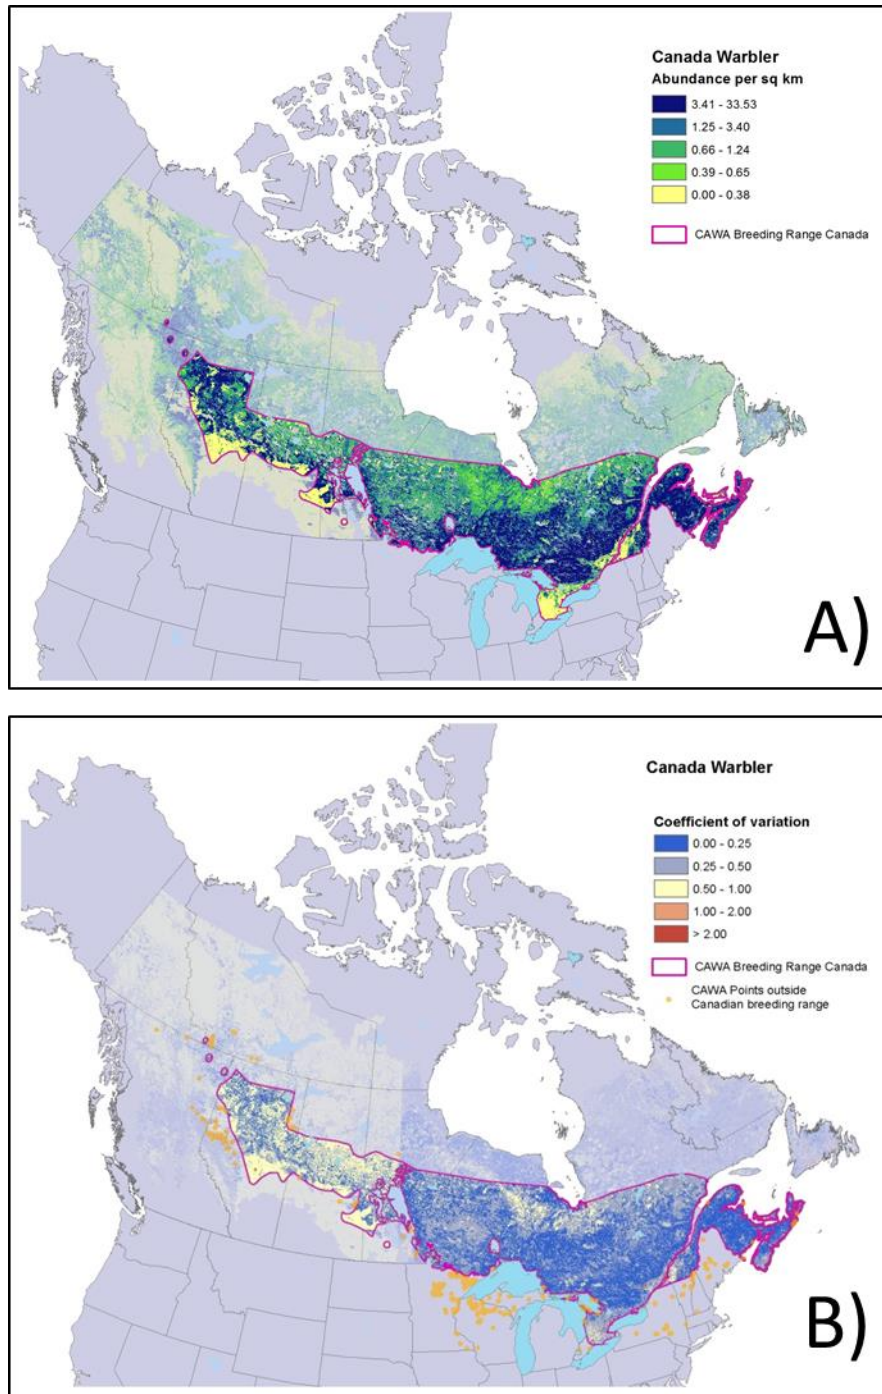 Canada Warbler
Abundance per sq km
3.41 - 33.53
1.25 - 3.40
0.66 - 1.24
0.39 - 0.65
0.00 - 0.38
CAWA Breeding Range Canada
A)
Canada Warbler
Coefficient of variation
0.00 - 0.25
0.25 - 0.50
0.50 - 1.00
1.00 - 2.00
> 2.00
CAWA Breeding Range Canada
CAWA Points outside
Canadian breeding range
B)